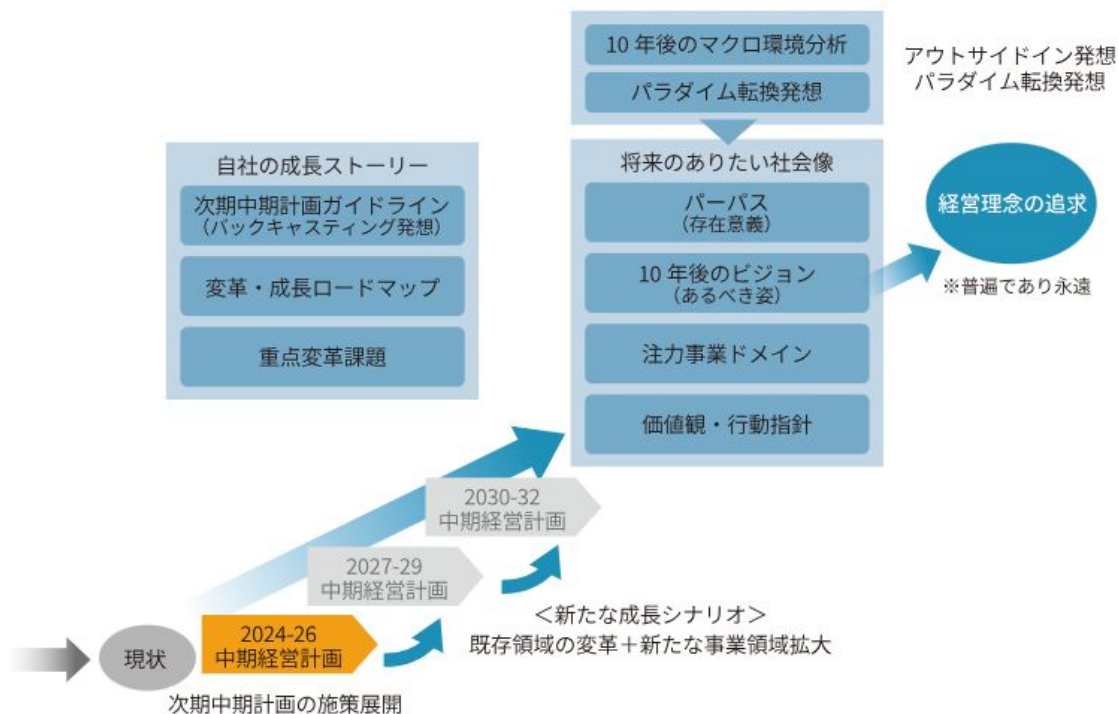 10 年後のマクロ環境分析
パラダイム転換発想
アウトサイドイン発想
パラダイム転換発想
自社の成長ストーリー
次期中期計画ガイドライン
(バックキャスティング発想)
変革・成長ロードマップ
重点変革課題
将来のありたい社会像
パーパス
(存在意義)
10 年後のビジョン
(あるべき姿)
注力事業ドメイン
価値観・行動指針
経営理念の追求
※普遍であり永遠
2030-32
中期経営計画
2027-29
中期経営計画
2024-26
中期経営計画
現状
次期中期計画の施策展開
＜新たな成長シナリオ＞
既存領域の変革＋新たな事業領域拡大